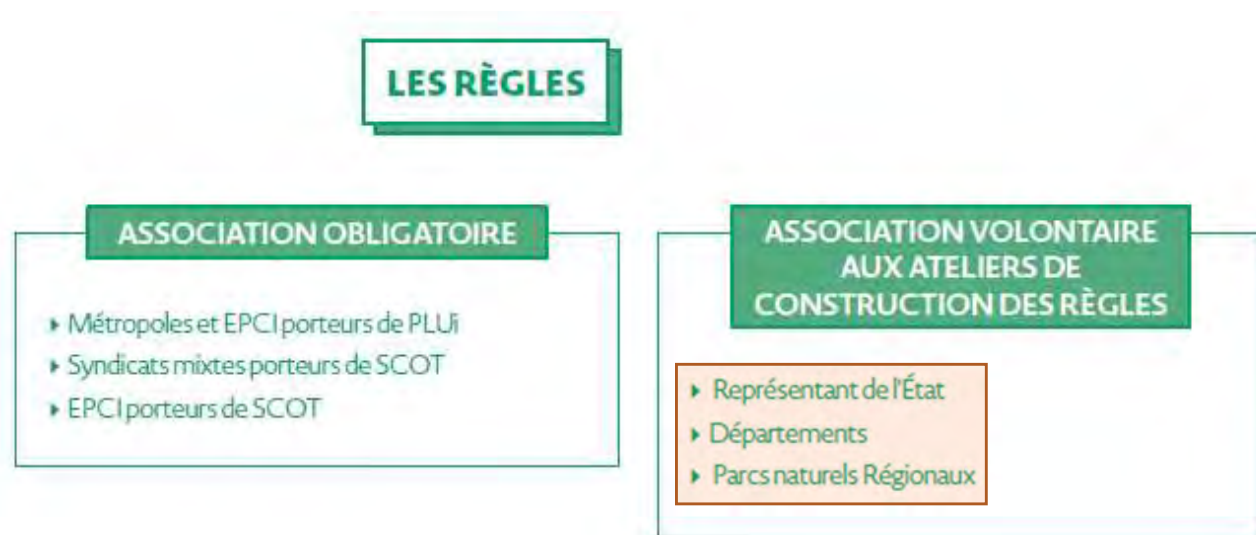 LES RÈGLES
ASSOCIATION OBLIGATOIRE
▸ Métropoles et EPCI porteurs de PLUi
▸ Syndicats mixtes porteurs de SCOT
▸ EPCI porteurs de SCOT
ASSOCIATION VOLONTAIRE
AUX ATELIERS DE
CONSTRUCTION DES RÈGLES
▸ Représentant de l'État
▸ Départements
▸ Parcs naturels Régionaux